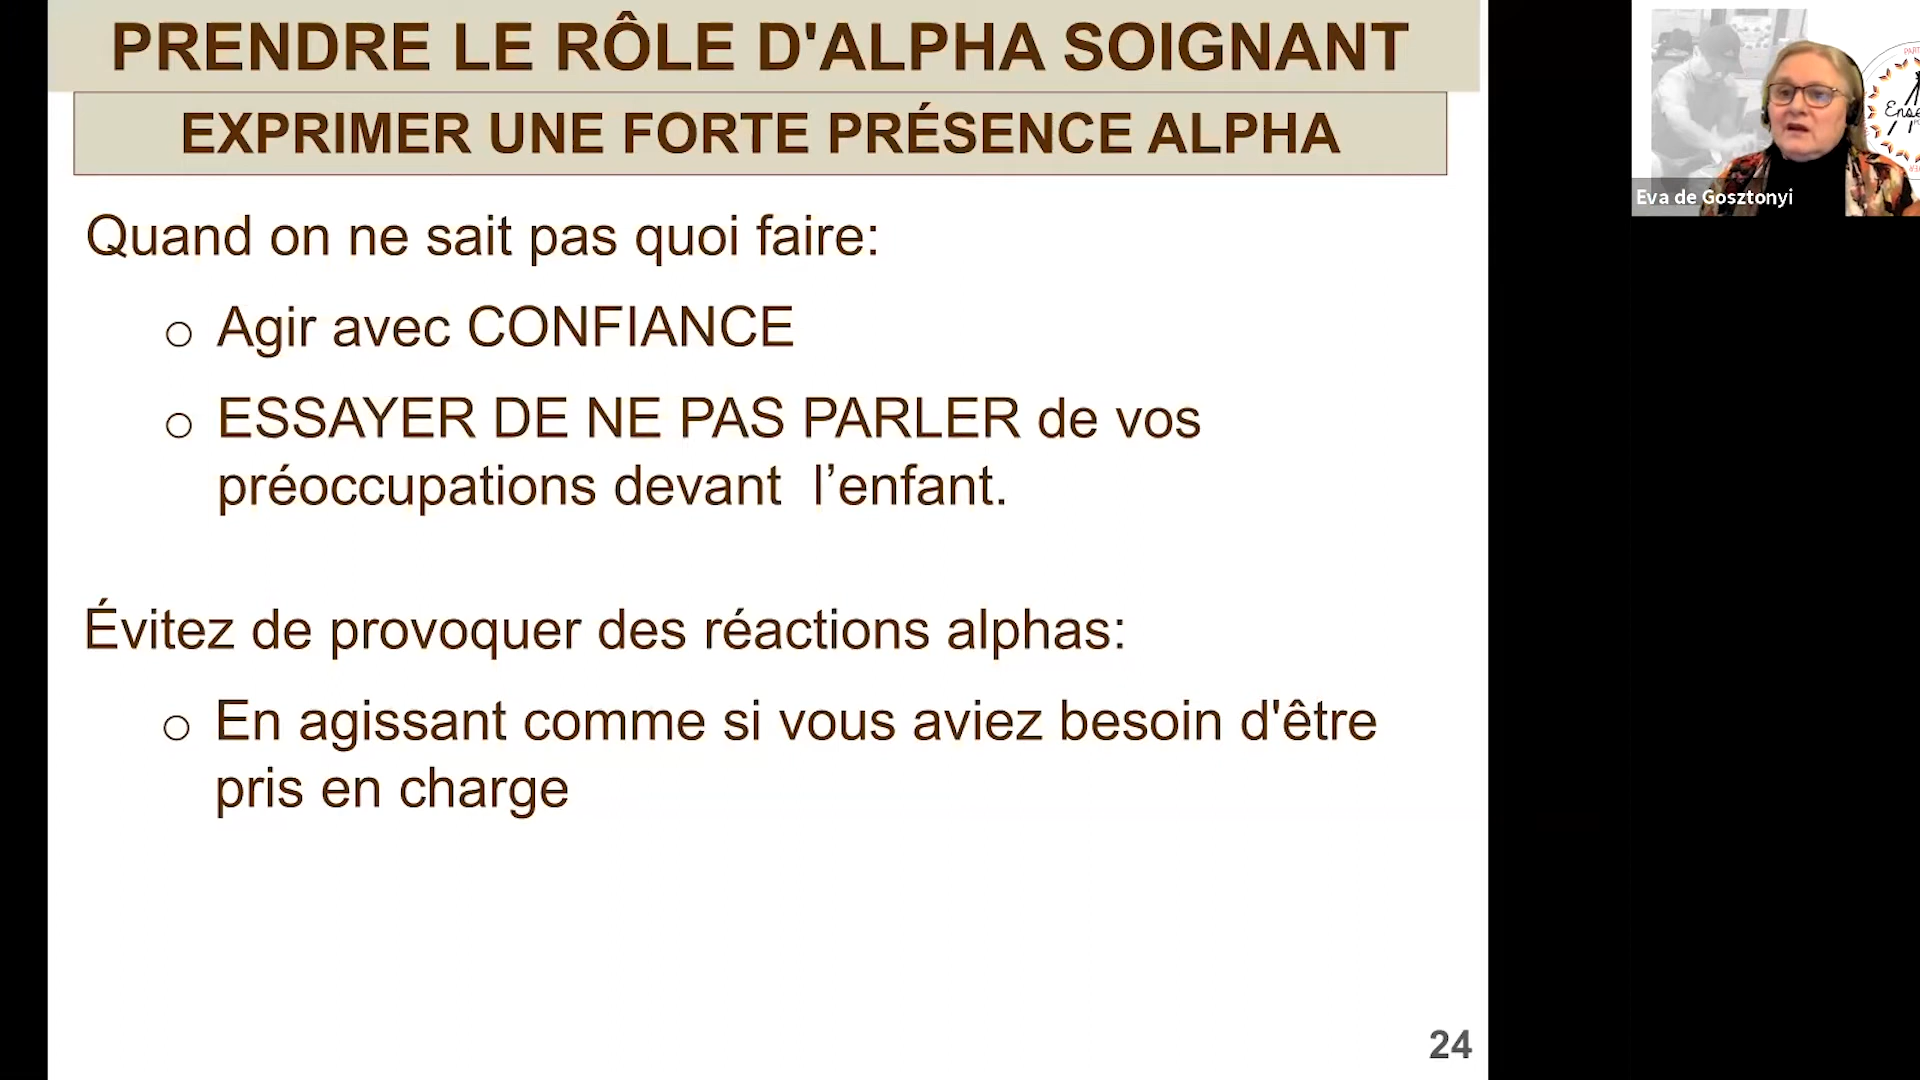 PRENDRE LE RÔLE D'ALPHA SOIGNANT
EXPRIMER UNE FORTE PRÉSENCE ALPHA
Quand on ne sait pas quoi faire:
o Agir avec CONFIANCE
o ESSAYER DE NE PAS PARLER de vos
préoccupations devant l’enfant.
Évitez de provoquer des réactions alphas:
o En agissant comme si vous aviez besoin d'être
pris en charge
24
Eva de Gosztonyi